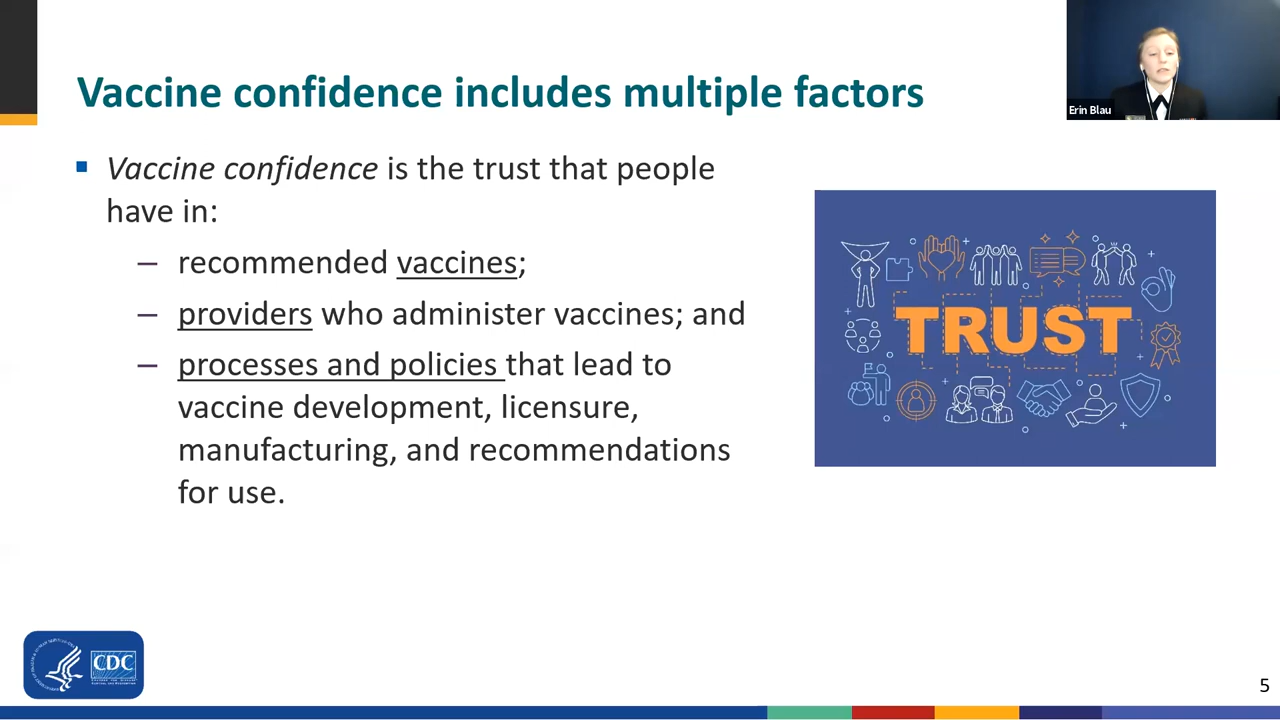 Vaccine confidence includes multiple factors
Erin Blau
Vaccine confidence is the trust that people
have in:
– recommended vaccines;
– providers who administer vaccines; and
– processes and policies that lead to
vaccine development, licensure,
manufacturing, and recommendations
for use.
TRUST
CDC
5